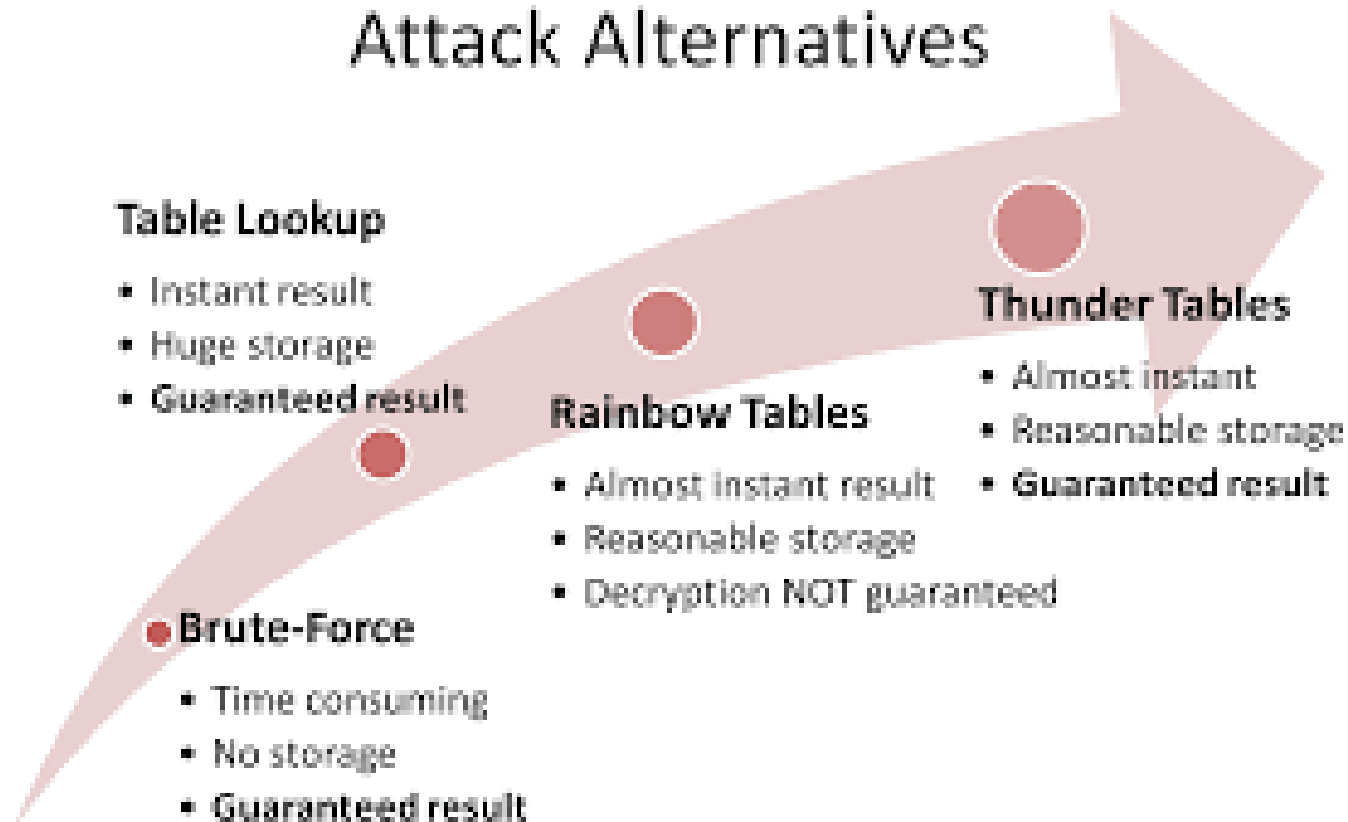 Attack Alternatives
Table Lookup
• Instant result
• Huge storage
• Guaranteed result
Thunder Tables
• Almost instant
• Reasonable storage
• Guaranteed result
Rainbow Tables
• Almost instant result
• Reasonable storage
• Decryption NOT guaranteed
Brute-Force
• Time consuming
• No storage
• Guaranteed result